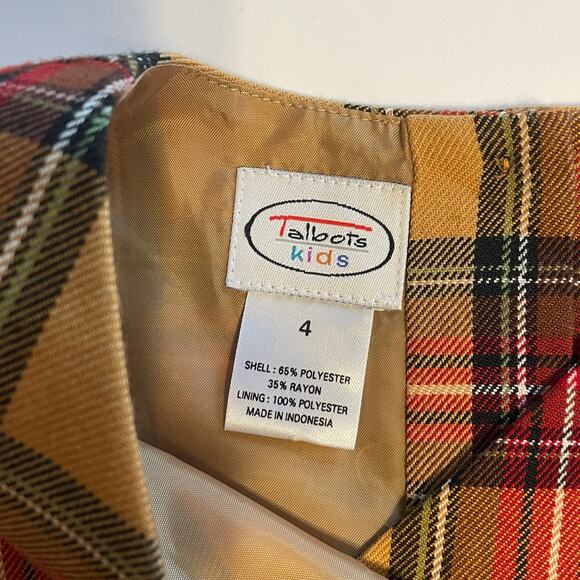 Talbots
kids
4
SHELL : 65% POLYESTER
35% RAYON
LINING : 100% POLYESTER
MADE IN INDONESIA